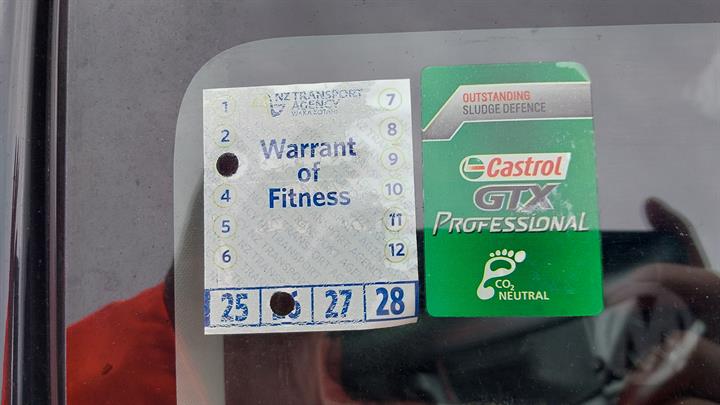 NZ TRANSPORT
AGENCY
WAKA KOTAHI
1
2
4
5
6
7
8
9
10
11
12
Warrant
of
Fitness
25 26 27 28
OUTSTANDING
SLUDGE DEFENCE
Castrol
GTX
PROFESSIONAL
CO2
NEUTRAL